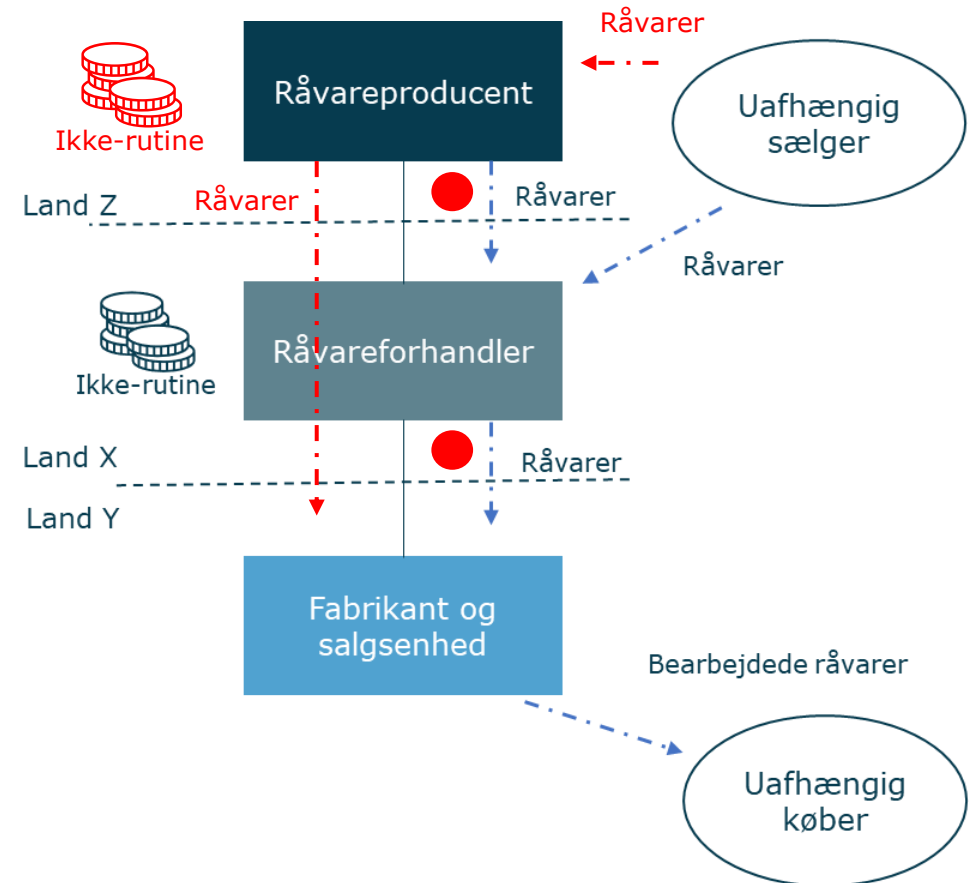 Råvarer
Råvareproducent
Uafhængig
sælger
Ikke-rutine
Land Z
Råvarer
Råvarer
Råvarer
Råvareforhandler
Ikke-rutine
Land X
Råvarer
Land Y
Fabrikant og
salgsenhed
Bearbejdede råvarer
Uafhængig
køber